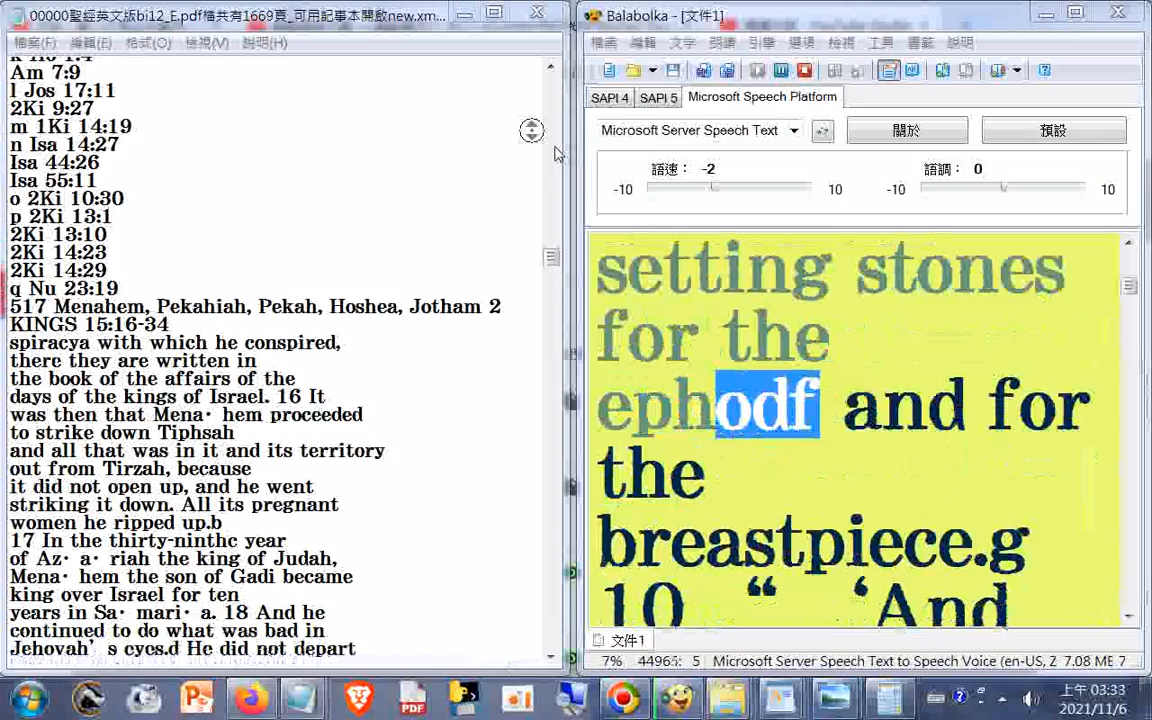 00000聖經英文版bi12_E.pdf檔共有1669頁_可用記事本開啟new.xm...
檔案(F) 編輯(E) 格式(O) 檢視(V) 說明(H)
Am 7:9
l Jos 17:11
2Ki 9:27
m 1Ki 14:19
n Isa 14:27
Isa 44:26
Isa 55:11
o 2Ki 10:30
p 2Ki 13:1
2Ki 13:10
2Ki 14:23
2Ki 14:29
q Nu 23:19
517 Menahem, Pekahiah, Pekah, Hoshea, Jotham 2
KINGS 15:16-34
spiracya with which he conspired,
there they are written in
the book of the affairs of the
days of the kings of Israel. 16 It
was then that Mena· hem proceeded
to strike down Tiphsah
and all that was in it and its territory
out from Tirzah, because
it did not open up, and he went
striking it down. All its pregnant
women he ripped up.b
17 In the thirty-ninthc year
of Az· a· riah the king of Judah,
Mena· hem the son of Gadi became
king over Israel for ten
years in Sa· mari· a. 18 And he
continued to do what was bad in
Jehovah’s eyes.d He did not depart
Balabolka - [文件1]
檔案 編輯 文字 朗讀 引擎 選項 檢視 工具 書籤 說明
SAPI 4 SAPI 5 Microsoft Speech Platform
Microsoft Server Speech Text 關於 預設
語速： -2 語調： 0
-10 10 -10 10
setting stones
for the
ephodf and for
the
breastpiece.g
10 “ ‘And
文件1
7% 44963: 5 Microsoft Server Speech Text to Speech Voice (en-US, 2 7.08 MB 7
PDF
上午 03:33
2021/11/6